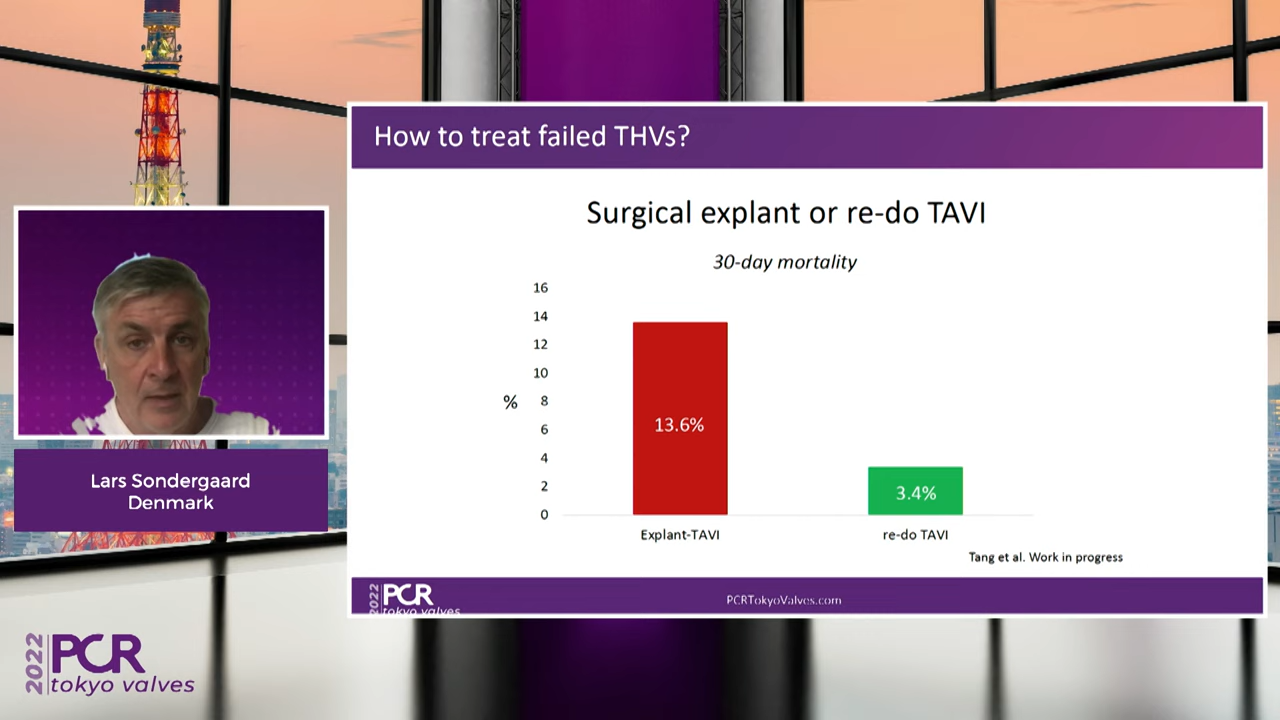 How to treat failed THVs?
Surgical explant or re-do TAVI
30-day mortality
16
14
12
10
% 8
6
4
2
0
13.6%
3.4%
Explant-TAVI re-do TAVI
Tang et al. Work in progress
2022 PCR
tokyo valves
PCRTokyoValves.com
Lars Sondergaard
Denmark
2022 PCR
tokyo valves